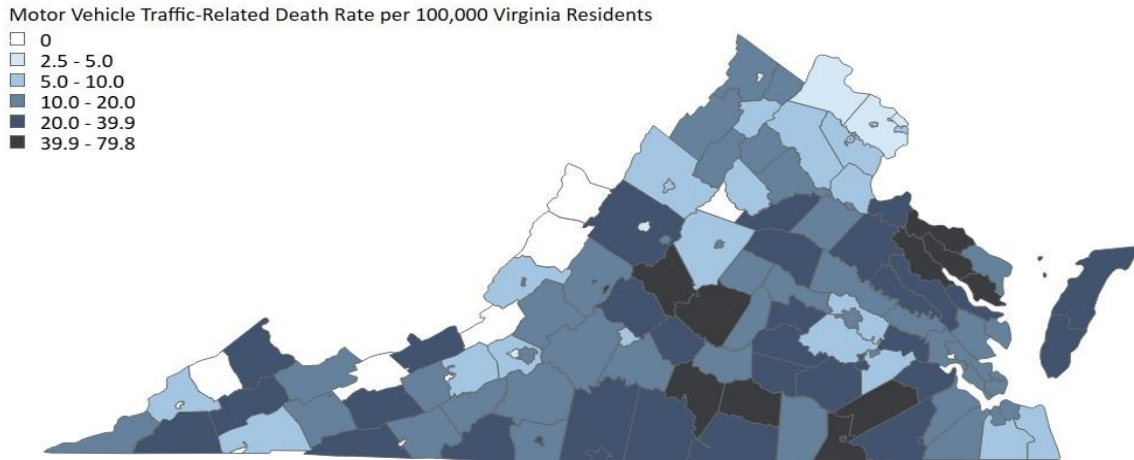 Motor Vehicle Traffic-Related Death Rate per 100,000 Virginia Residents
0
2.5 - 5.0
5.0 - 10.0
10.0 - 20.0
20.0 - 39.9
39.9 - 79.8